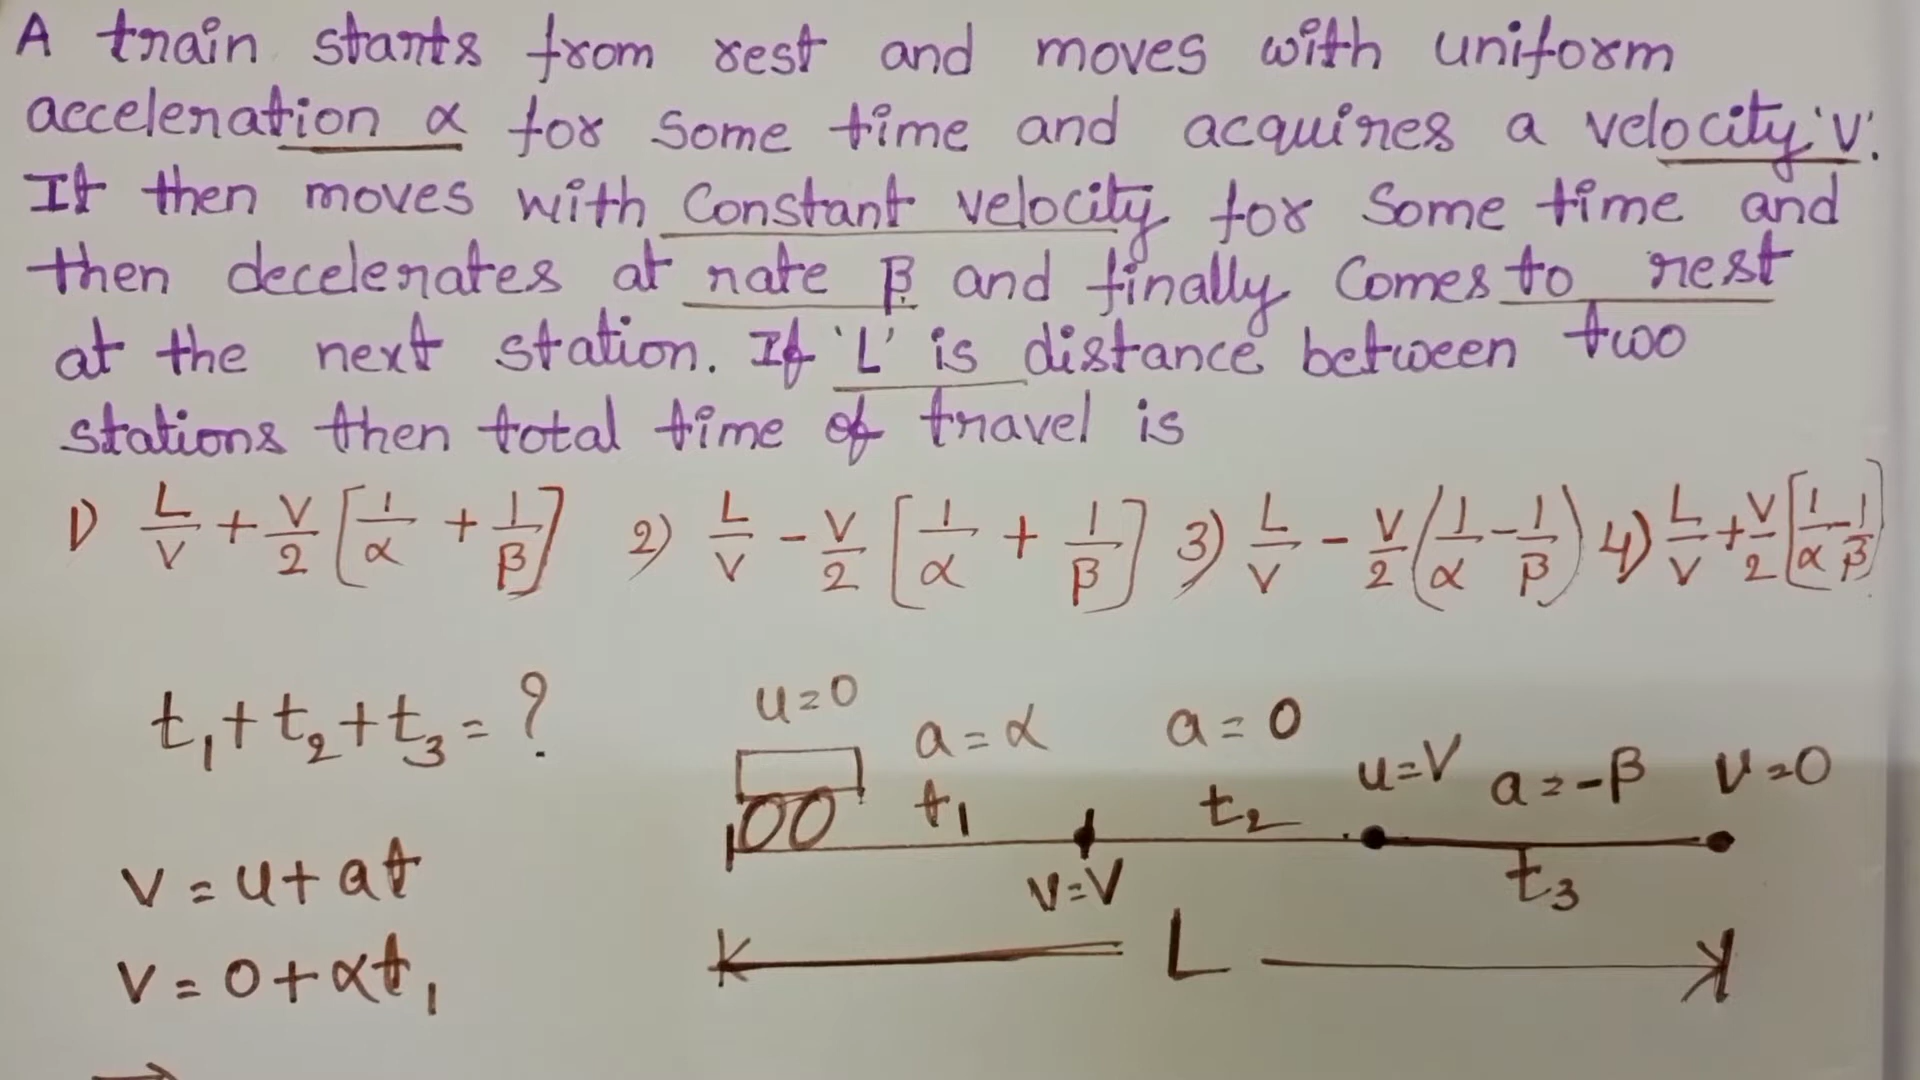 A train starts from rest and moves with uniform
acceleration α for some time and acquires a velocity 'V'.
It then moves with constant velocity for some time and
then decelerates at rate β and finally comes to rest
at the next station. If 'L' is distance between two
stations then total time of travel is
1) L/V + V/2 [1/α + 1/β] 2) L/V - V/2 [1/α + 1/β] 3) L/V - V/2 (1/α - 1/β) 4) L/V + V/2 [1/α - 1/β]
t₁ + t₂ + t₃ = ?
u = 0
a = α
a = 0
u = V
a = -β
v = 0
t₁
t₂
t₃
v = V
L
v = u + at
v = 0 + αt₁